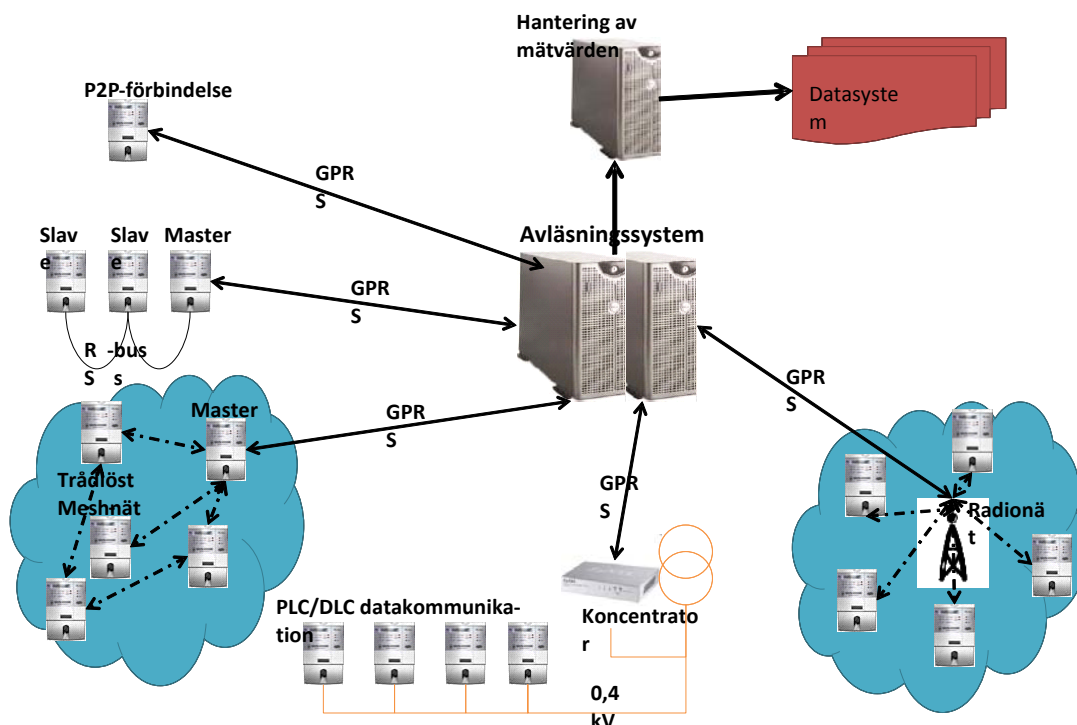 Hantering av
mätvärden
P2P-förbindelse
Datasyste
m
GPR
S
Avläsningssystem
Slav
e
Slav
e
Master
GPR
S
R
S
-bus
s
GPR
S
Master
GPR
S
Trådlöst
Meshnät
GPR
S
Radionä
t
PLC/DLC datakommunika-
tion
Koncentrato
r
0,4
kV